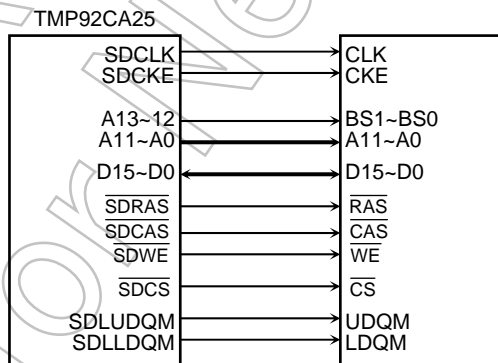 TMP92CA25
SDCLK CLK
SDCKE CKE
A13~12 BS1~BS0
A11~A0 A11~A0
D15~D0 D15~D0
SDRAS RAS
SDCAS CAS
SDWE WE
SDCS CS
SDLUDQM UDQM
SDLLDQM LDQM